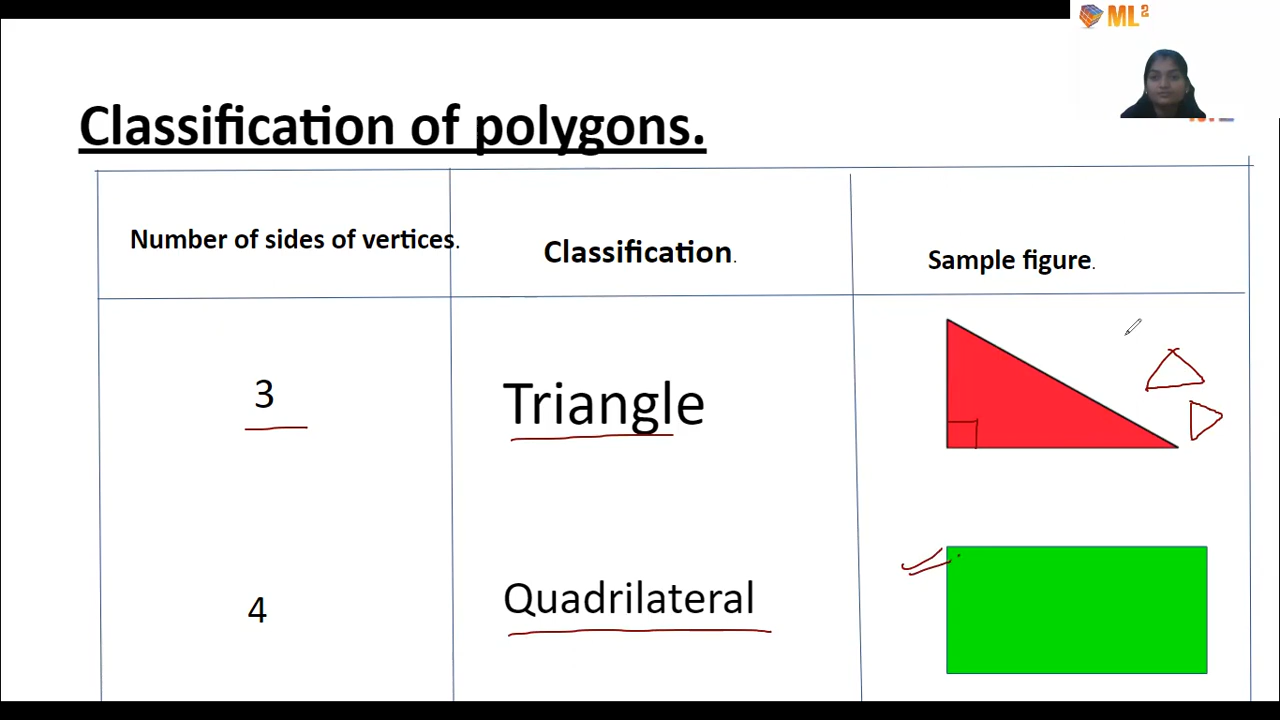 ML²
Classification of polygons.
Number of sides of vertices.
Classification.
Sample figure.
3
Triangle
4
Quadrilateral